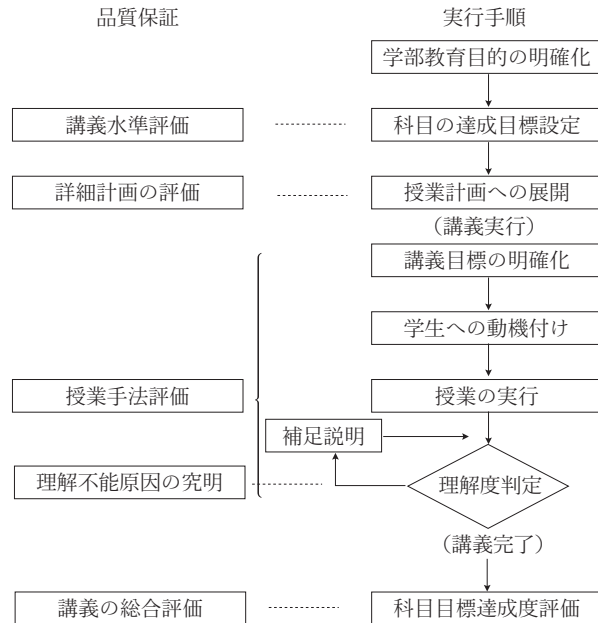 品質保証
実行手順
学部教育目的の明確化
講義水準評価
科目の達成目標設定
詳細計画の評価
授業計画への展開
（講義実行）
講義目標の明確化
学生への動機付け
授業手法評価
授業の実行
補足説明
理解不能原因の究明
理解度判定
（講義完了）
講義の総合評価
科目目標達成度評価